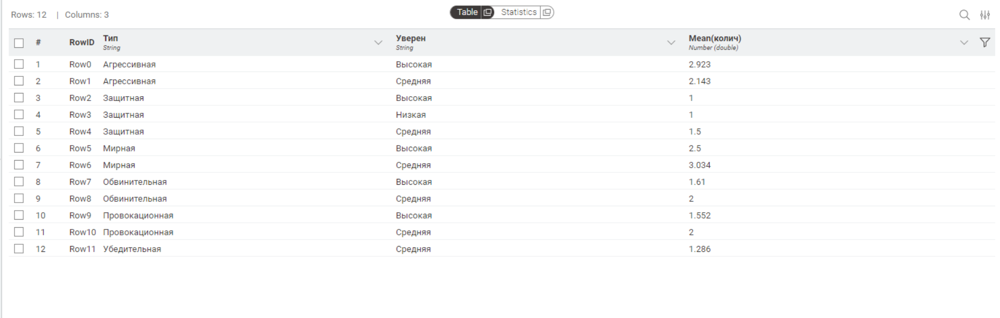 Rows: 12 | Columns: 3
Table Statistics
# RowID Тип Уверен Mean(колич)
String String Number (double)
1 Row0 Агрессивная Высокая 2.923
2 Row1 Агрессивная Средняя 2.143
3 Row2 Защитная Высокая 1
4 Row3 Защитная Низкая 1
5 Row4 Защитная Средняя 1.5
6 Row5 Мирная Высокая 2.5
7 Row6 Мирная Средняя 3.034
8 Row7 Обвинительная Высокая 1.61
9 Row8 Обвинительная Средняя 2
10 Row9 Провокационная Высокая 1.552
11 Row10 Провокационная Средняя 2
12 Row11 Убедительная Средняя 1.286